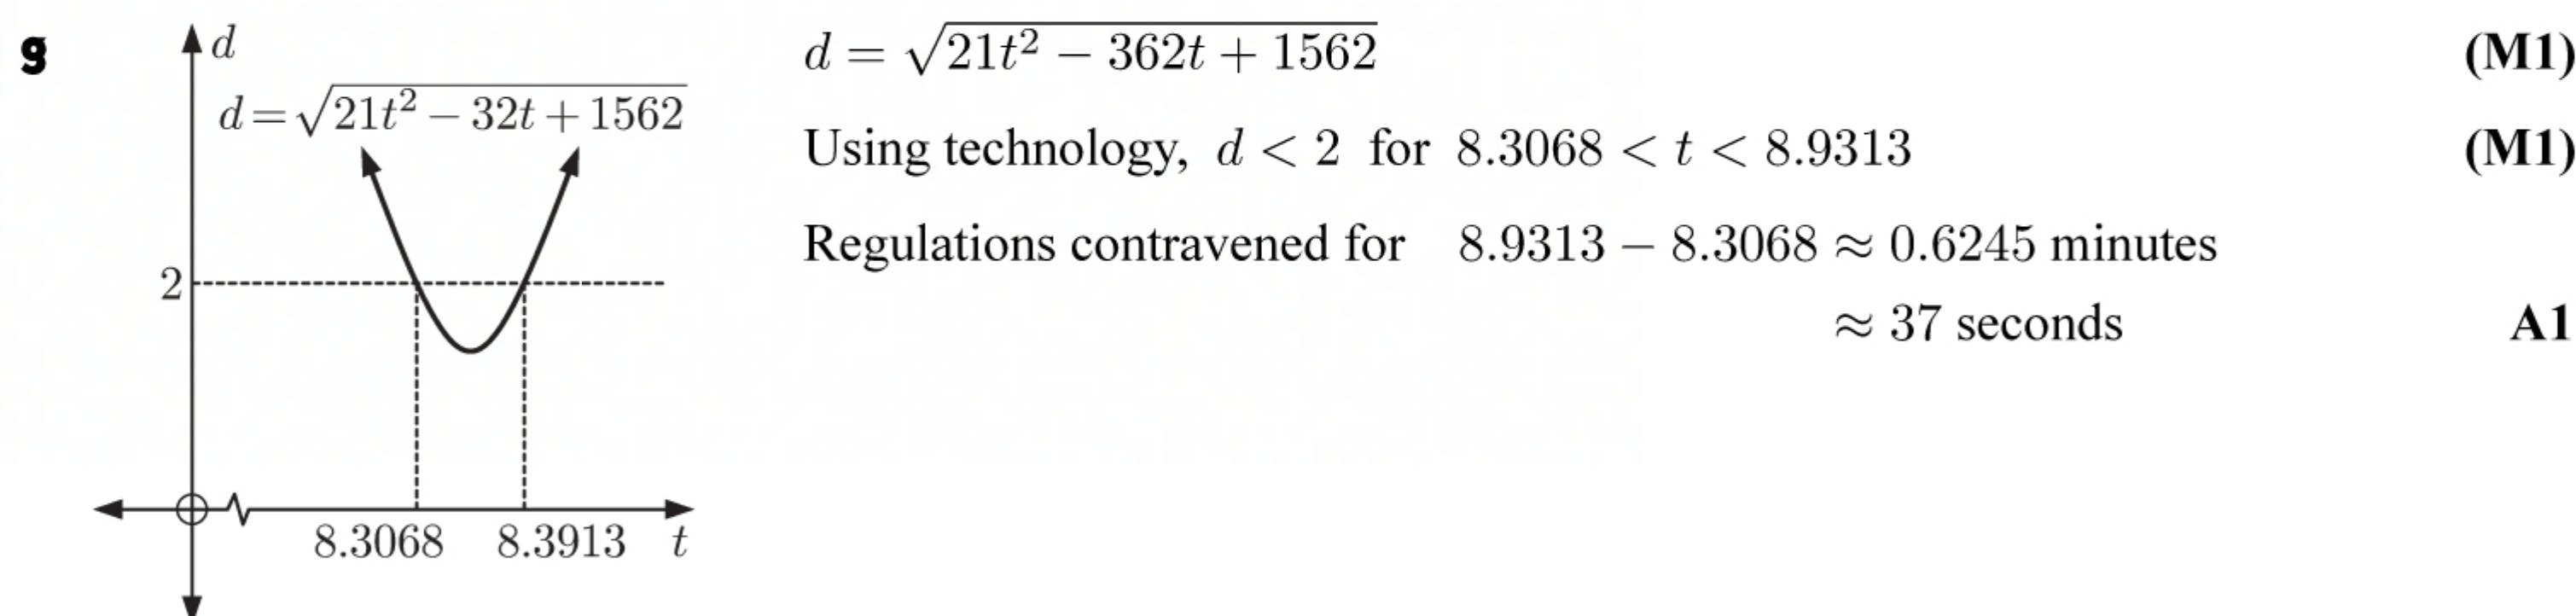 g
d
d = √(21t² − 32t + 1562)
2
8.3068 8.3913 t
d = √(21t² − 362t + 1562) (M1)
Using technology, d < 2 for 8.3068 < t < 8.9313 (M1)
Regulations contravened for 8.9313 − 8.3068 ≈ 0.6245 minutes
≈ 37 seconds A1